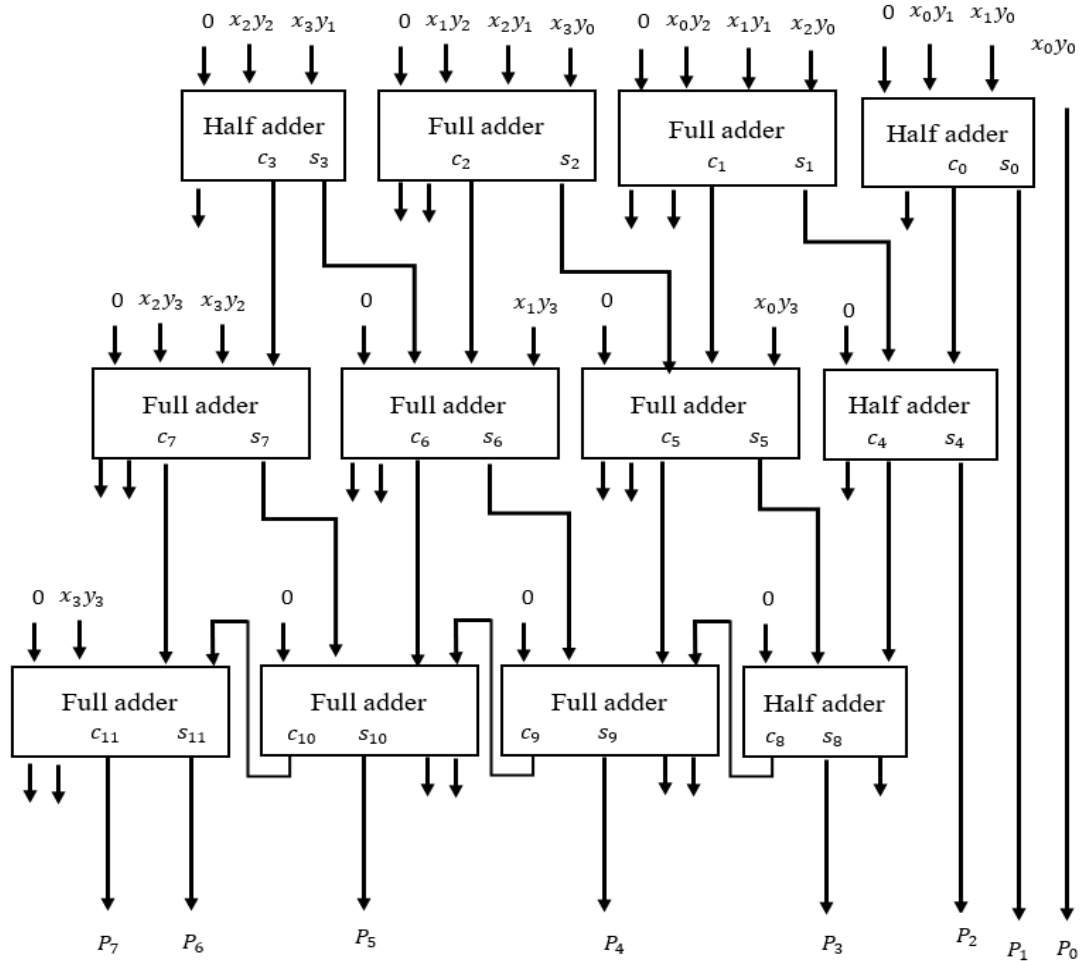 0 x₂y₂ x₃y₁ 0 x₁y₂ x₂y₁ x₃y₀ 0 x₀y₂ x₁y₁ x₂y₀ 0 x₀y₁ x₁y₀
x₀y₀
Half adder Full adder Full adder Half adder
c₃ s₃ c₂ s₂ c₁ s₁ c₀ s₀
0 x₂y₃ x₃y₂ 0 x₁y₃ 0 x₀y₃ 0
Full adder Full adder Full adder Half adder
c₇ s₇ c₆ s₆ c₅ s₅ c₄ s₄
0 x₃y₃ 0 0 0
Full adder Full adder Full adder Half adder
c₁₁ s₁₁ c₁₀ s₁₀ c₉ s₉ c₈ s₈
P₇ P₆ P₅ P₄ P₃ P₂ P₁ P₀